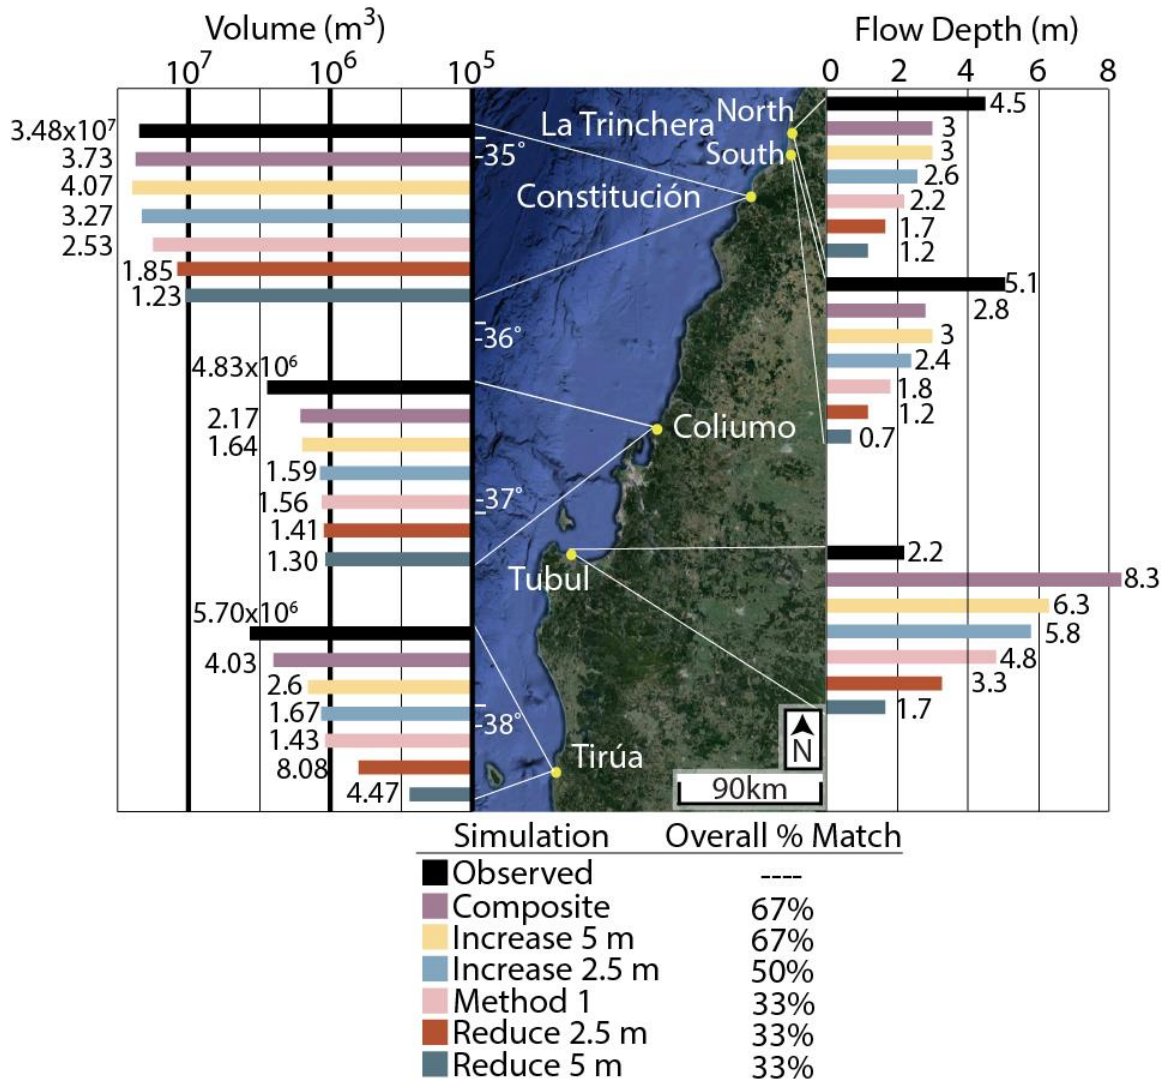 Volume (m³)
10⁷ 10⁶ 10⁵
3.48x10⁷
3.73
4.07
3.27
2.53
1.85
1.23
4.83x10⁶
2.17
1.64
1.59
1.56
1.41
1.30
5.70x10⁶
4.03
2.6
1.67
1.43
8.08
4.47
La Trinchera North
South
Constitución
Coliumo
Tubul
Tirúa
-35°
-36°
-37°
-38°
N
90km
Flow Depth (m)
0 2 4 6 8
4.5
3
3
2.6
2.2
1.7
1.2
5.1
2.8
3
2.4
1.8
1.2
0.7
2.2
8.3
6.3
5.8
4.8
3.3
1.7
Simulation Overall % Match
Observed ----
Composite 67%
Increase 5 m 67%
Increase 2.5 m 50%
Method 1 33%
Reduce 2.5 m 33%
Reduce 5 m 33%